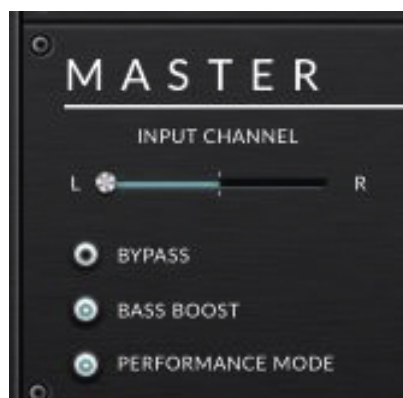 MASTER
INPUT CHANNEL
L R
BYPASS
BASS BOOST
PERFORMANCE MODE